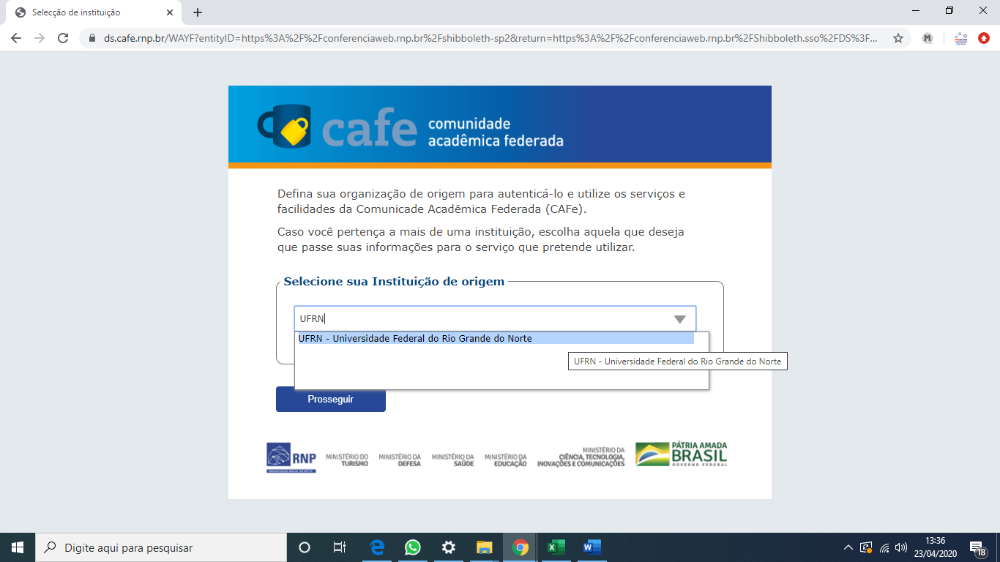 Selecção de instituição
ds.cafe.rnp.br/WAYF?entityID=https%3A%2F%2Fconferenciaweb.rnp.br%2Fshibboleth-sp2&return=https%3A%2F%2Fconferenciaweb.rnp.br%2FShibboleth.sso%2FDS%3F...
cafe comunidade
acadêmica federada
Defina sua organização de origem para autenticá-lo e utilize os serviços e
facilidades da Comunicade Acadêmica Federada (CAFe).
Caso você pertença a mais de uma instituição, escolha aquela que deseja
que passe suas informações para o serviço que pretende utilizar.
Selecione sua Instituição de origem
UFRN
UFRN - Universidade Federal do Rio Grande do Norte
UFRN - Universidade Federal do Rio Grande do Norte
Prosseguir
RNP
MINISTÉRIO DO
TURISMO
MINISTÉRIO DA
DEFESA
MINISTÉRIO DA
SAÚDE
MINISTÉRIO DA
EDUCAÇÃO
MINISTÉRIO DA
CIÊNCIA, TECNOLOGIA,
INOVAÇÕES E COMUNICAÇÕES
PÁTRIA AMADA
BRASIL
GOVERNO FEDERAL
Digite aqui para pesquisar
13:36
23/04/2020
18